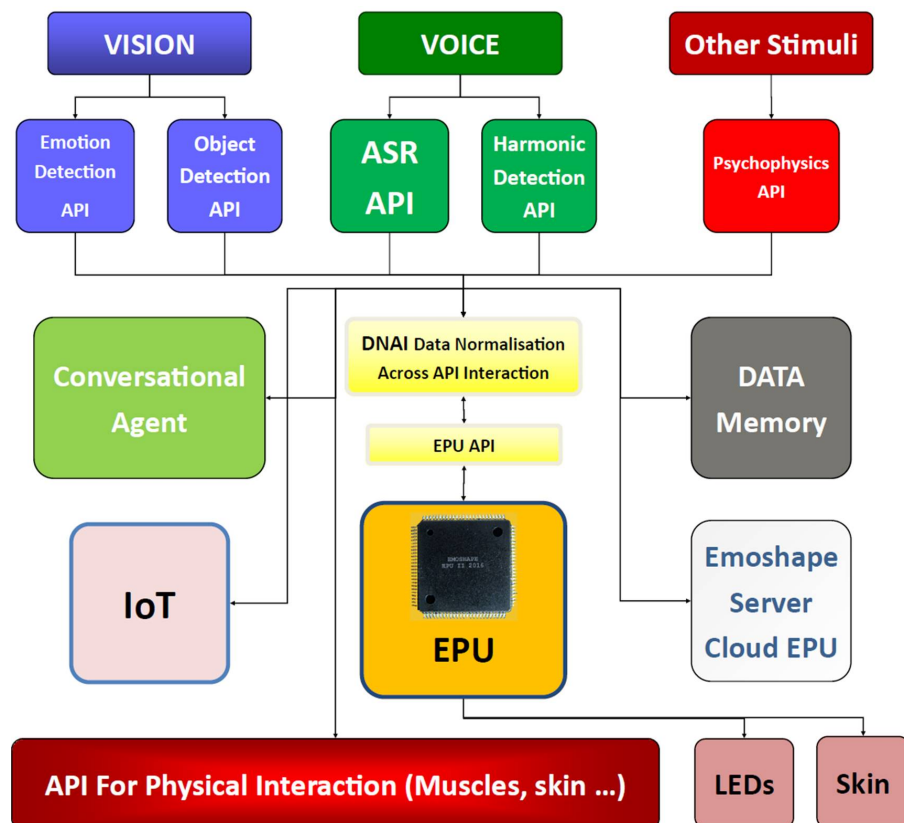 VISION
VOICE
Other Stimuli
Emotion
Detection
API
Object
Detection
API
ASR
API
Harmonic
Detection
API
Psychophysics
API
Conversational
Agent
DNAI Data Normalisation
Across API Interaction
DATA
Memory
EPU API
IoT
EMOSHAPE
EPU II 2016
EPU
Emoshape
Server
Cloud EPU
API For Physical Interaction (Muscles, skin ...)
LEDs
Skin